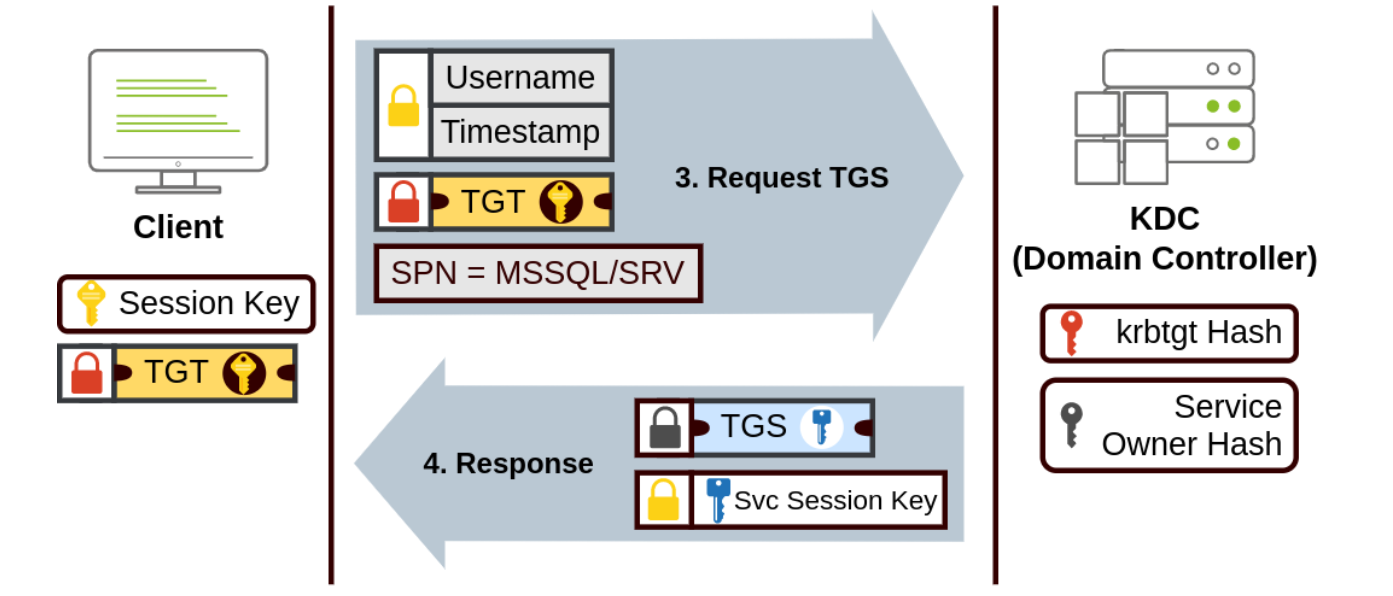 Client
Session Key
TGT
Username
Timestamp
TGT
SPN = MSSQL/SRV
3. Request TGS
4. Response
TGS
Svc Session Key
KDC
(Domain Controller)
krbtgt Hash
Service
Owner Hash